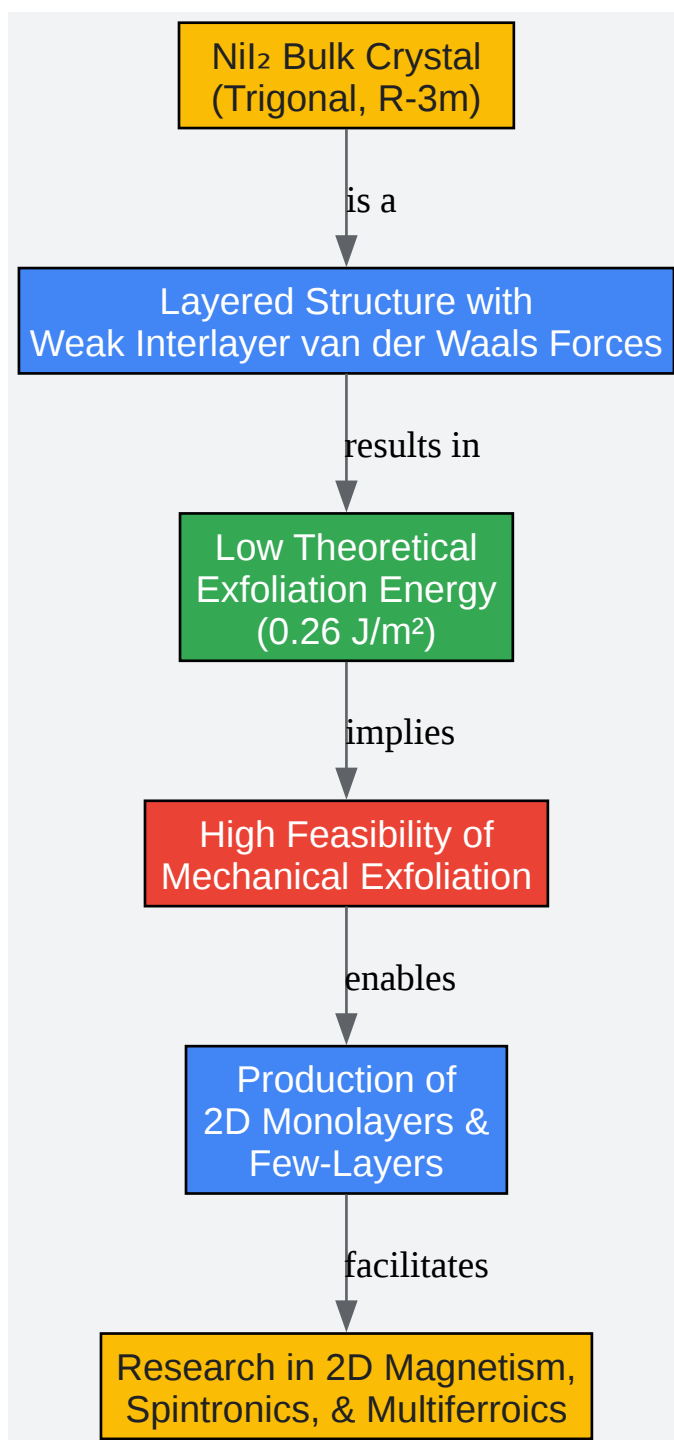 NiI₂ Bulk Crystal
(Trigonal, R-3m)
is a
Layered Structure with
Weak Interlayer van der Waals Forces
results in
Low Theoretical
Exfoliation Energy
(0.26 J/m²)
implies
High Feasibility of
Mechanical Exfoliation
enables
Production of
2D Monolayers &
Few-Layers
facilitates
Research in 2D Magnetism,
Spintronics, & Multiferroics